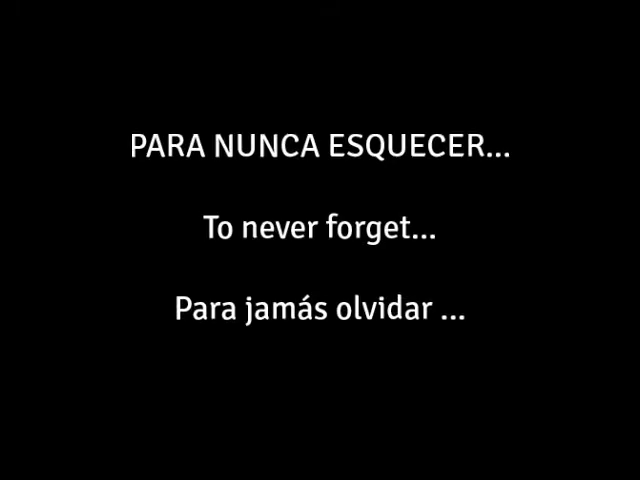 PARA NUNCA ESQUECER...
To never forget...
Para jamás olvidar ...